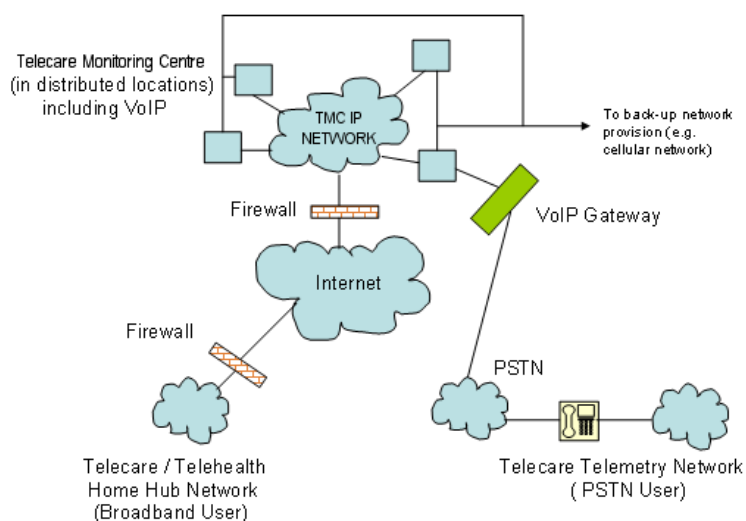 Telecare Monitoring Centre
(in distributed locations)
including VoIP
TMC IP
NETWORK
To back-up network
provision (e.g.
cellular network)
Firewall
VoIP Gateway
Internet
Firewall
PSTN
Telecare / Telehealth
Home Hub Network
(Broadband User)
Telecare Telemetry Network
( PSTN User)